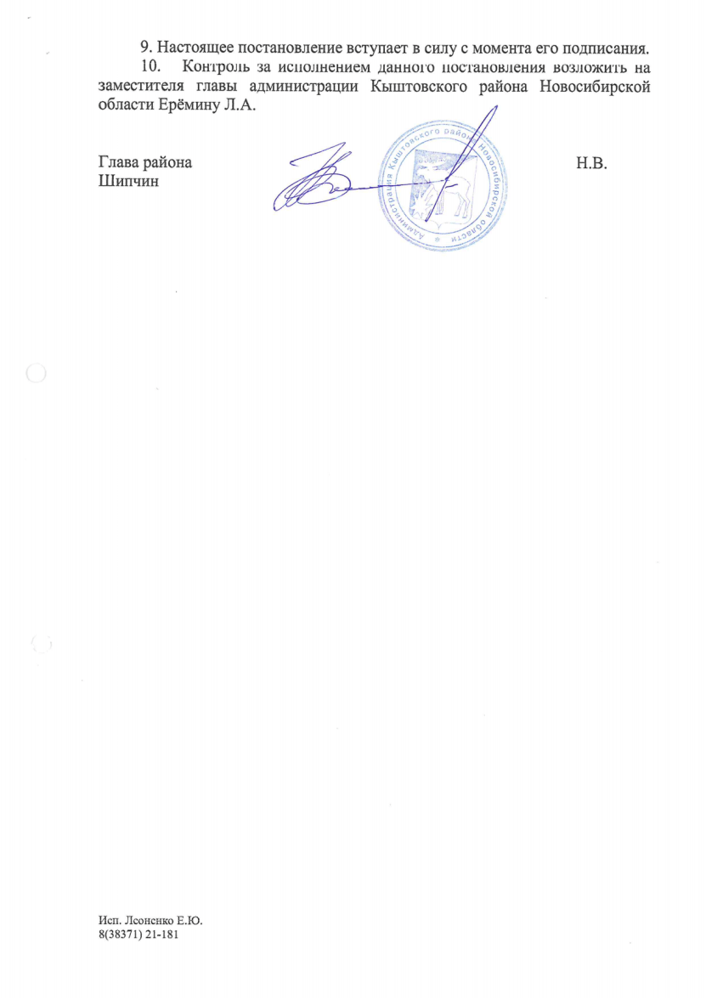 9. Настоящее постановление вступает в силу с момента его подписания.
10. Контроль за исполнением данного постановления возложить на
заместителя главы администрации Кыштовского района Новосибирской
области Ерёмину Л.А.
Глава района Н.В.
Шипчин
Администрация Кыштовского района Новосибирской области
Исп. Леоненко Е.Ю.
8(38371) 21-181